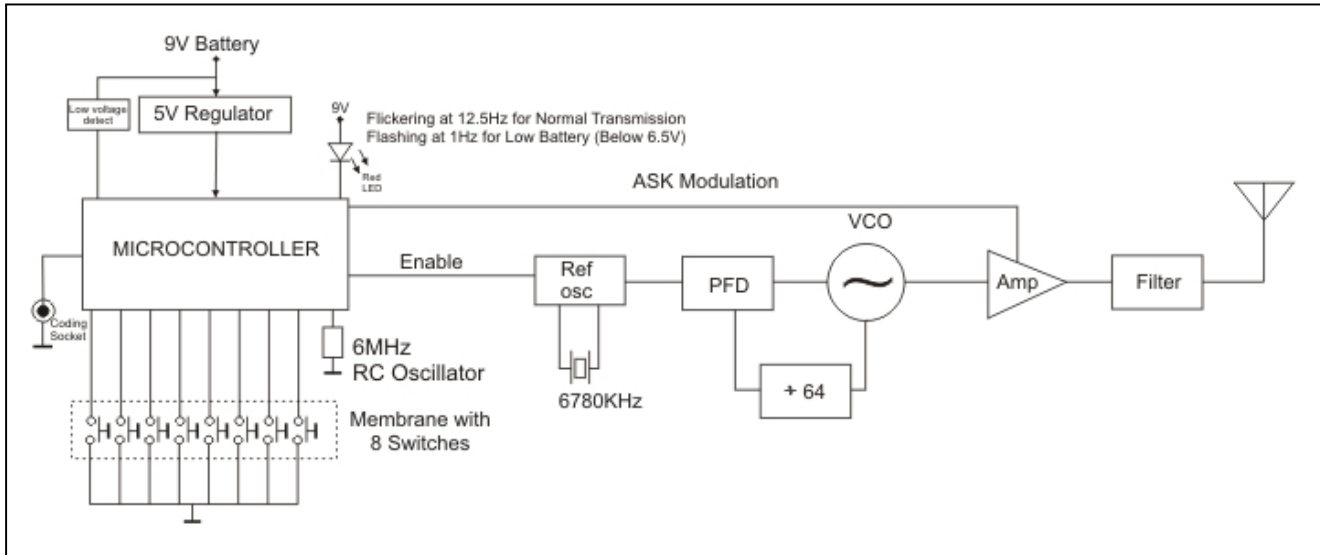 9V Battery
Low voltage
detect
5V Regulator
9V
Flickering at 12.5Hz for Normal Transmission
Flashing at 1Hz for Low Battery (Below 6.5V)
Red
LED
ASK Modulation
MICROCONTROLLER
Enable
Ref
osc
PFD
VCO
Amp
Filter
Coding
Socket
6MHz
RC Oscillator
6780KHz
÷ 64
Membrane with
8 Switches